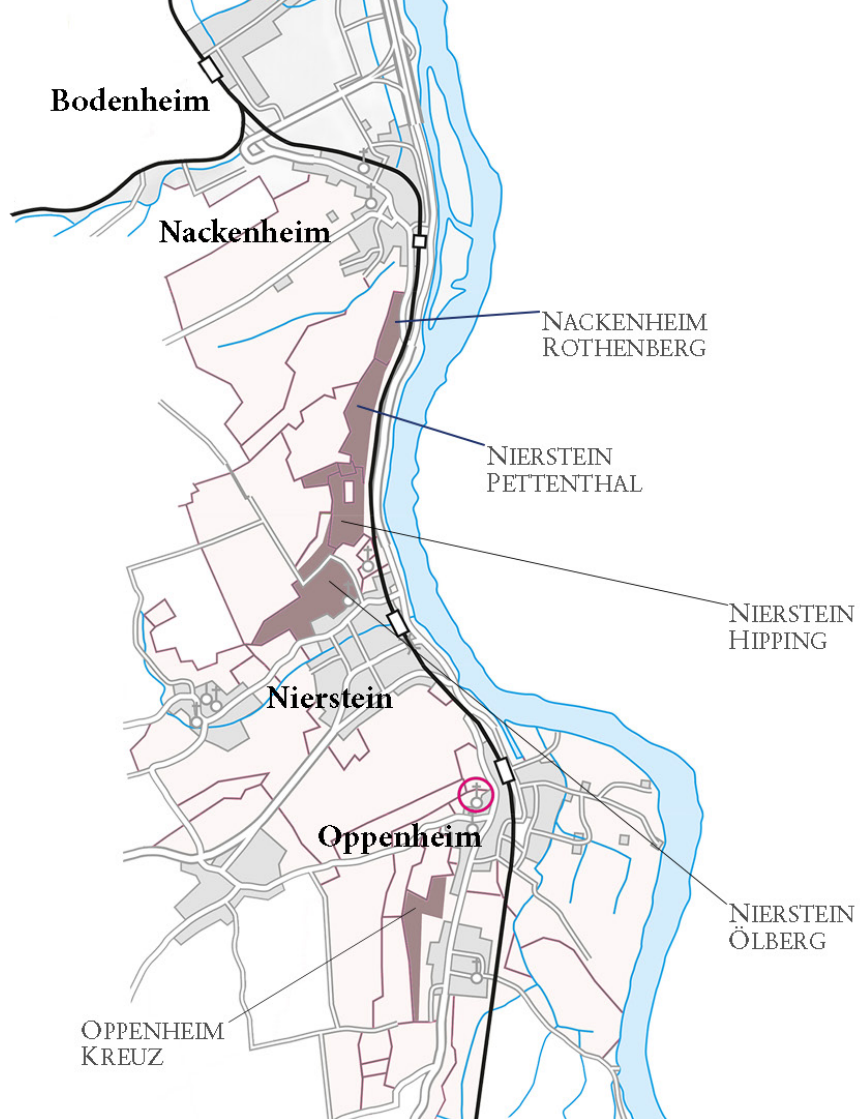 Bodenheim
Nackenheim
NACKENHEIM
ROTHENBERG
NIERSTEIN
PETTENTHAL
NIERSTEIN
HIPPING
Nierstein
Oppenheim
NIERSTEIN
ÖLBERG
OPPENHEIM
KREUZ